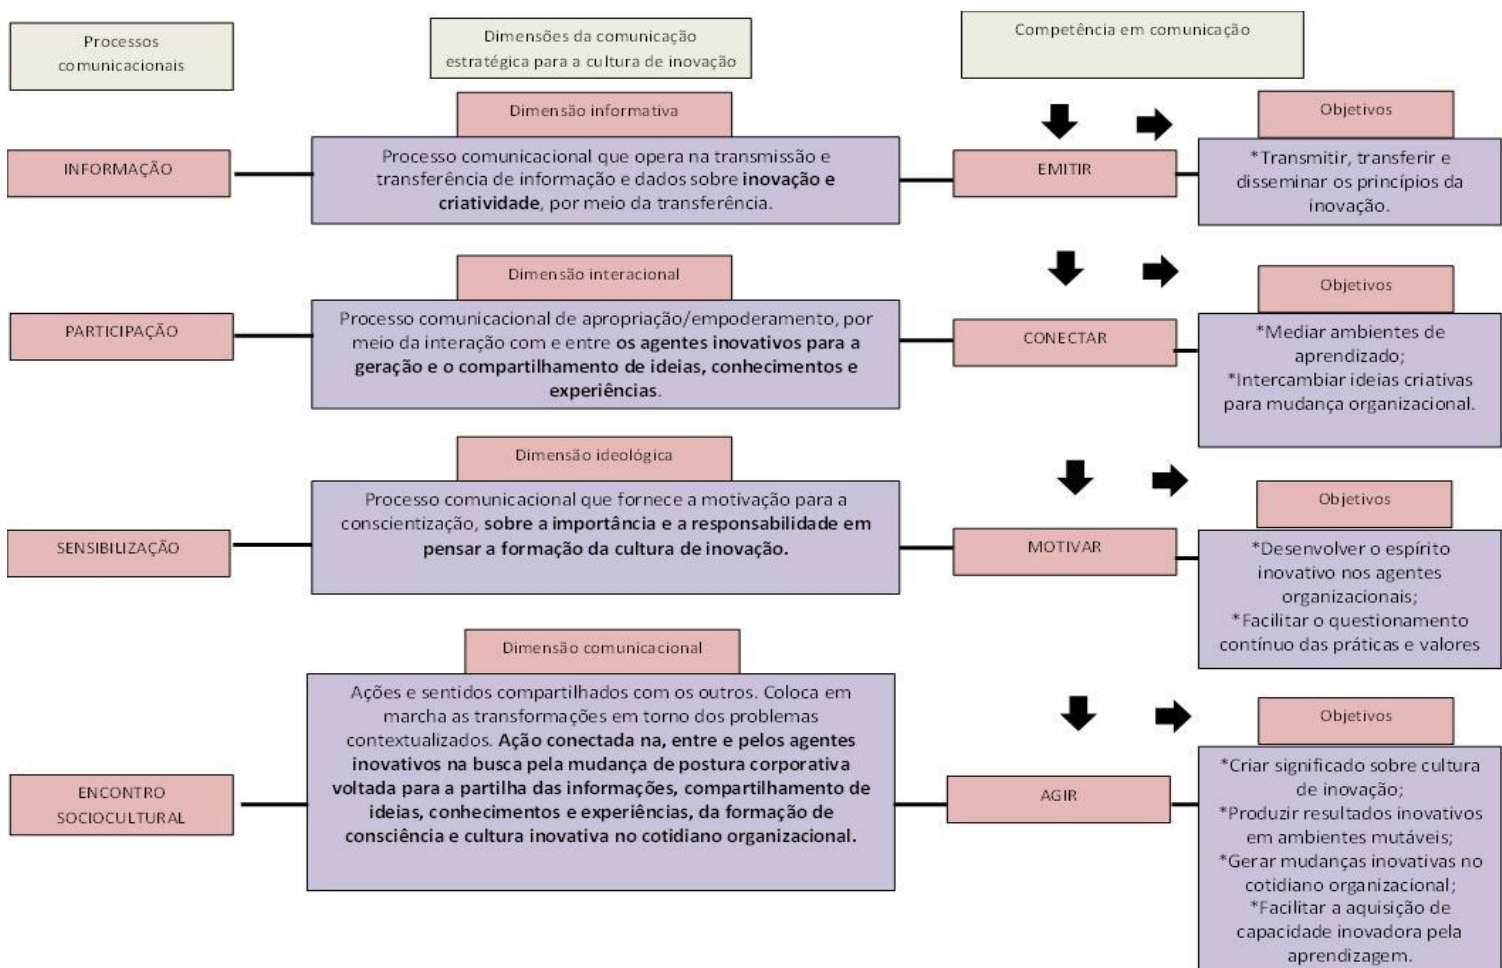 Processos
comunicacionais
Dimensões da comunicação
estratégica para a cultura de inovação
Competência em comunicação
Dimensão informativa
Objetivos
INFORMAÇÃO
Processo comunicacional que opera na transmissão e
transferência de informação e dados sobre inovação e
criatividade, por meio da transferência.
EMITIR
*Transmitir, transferir e
disseminar os princípios da
inovação.
Dimensão interacional
Objetivos
PARTICIPAÇÃO
Processo comunicacional de apropriação/empoderamento, por
meio da interação com e entre os agentes inovativos para a
geração e o compartilhamento de ideias, conhecimentos e
experiências.
CONECTAR
*Mediar ambientes de
aprendizado;
*Intercambiar ideias criativas
para mudança organizacional.
Dimensão ideológica
Objetivos
SENSIBILIZAÇÃO
Processo comunicacional que fornece a motivação para a
conscientização, sobre a importância e a responsabilidade em
pensar a formação da cultura de inovação.
MOTIVAR
*Desenvolver o espírito
inovativo nos agentes
organizacionais;
*Facilitar o questionamento
contínuo das práticas e valores
Dimensão comunicacional
Objetivos
ENCONTRO
SOCIOCULTURAL
Ações e sentidos compartilhados com os outros. Coloca em
marcha as transformações em torno dos problemas
contextualizados. Ação conectada na, entre e pelos agentes
inovativos na busca pela mudança de postura corporativa
voltada para a partilha das informações, compartilhamento de
ideias, conhecimentos e experiências, da formação de
consciência e cultura inovativa no cotidiano organizacional.
AGIR
*Criar significado sobre cultura
de inovação;
*Produzir resultados inovativos
em ambientes mutáveis;
*Gerar mudanças inovativas no
cotidiano organizacional;
*Facilitar a aquisição de
capacidade inovadora pela
aprendizagem.